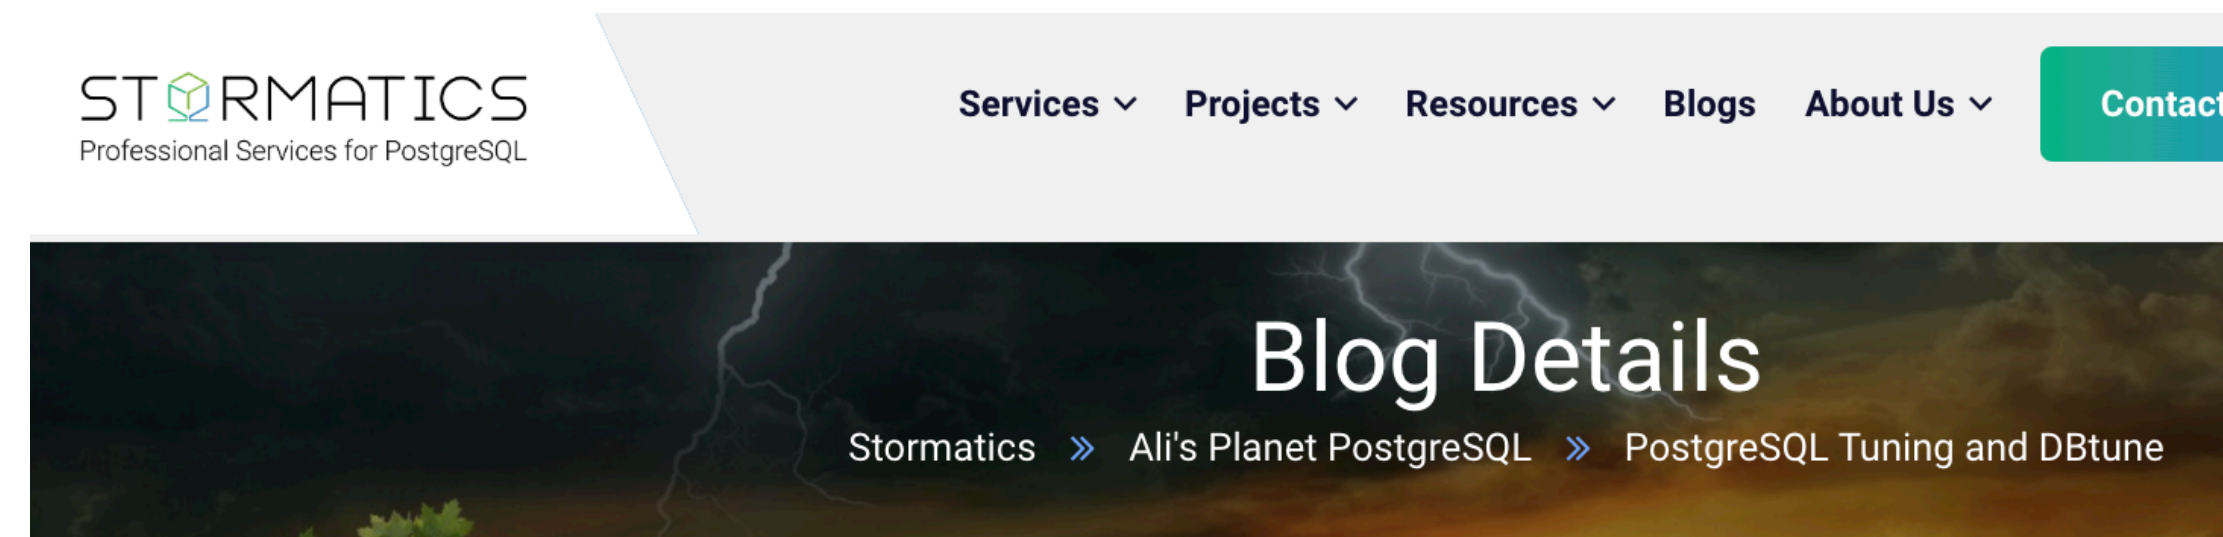 STORMATICS
Professional Services for PostgreSQL
Services Projects Resources Blogs About Us Contact
Blog Details
Stormatics » Ali's Planet PostgreSQL » PostgreSQL Tuning and DBtune